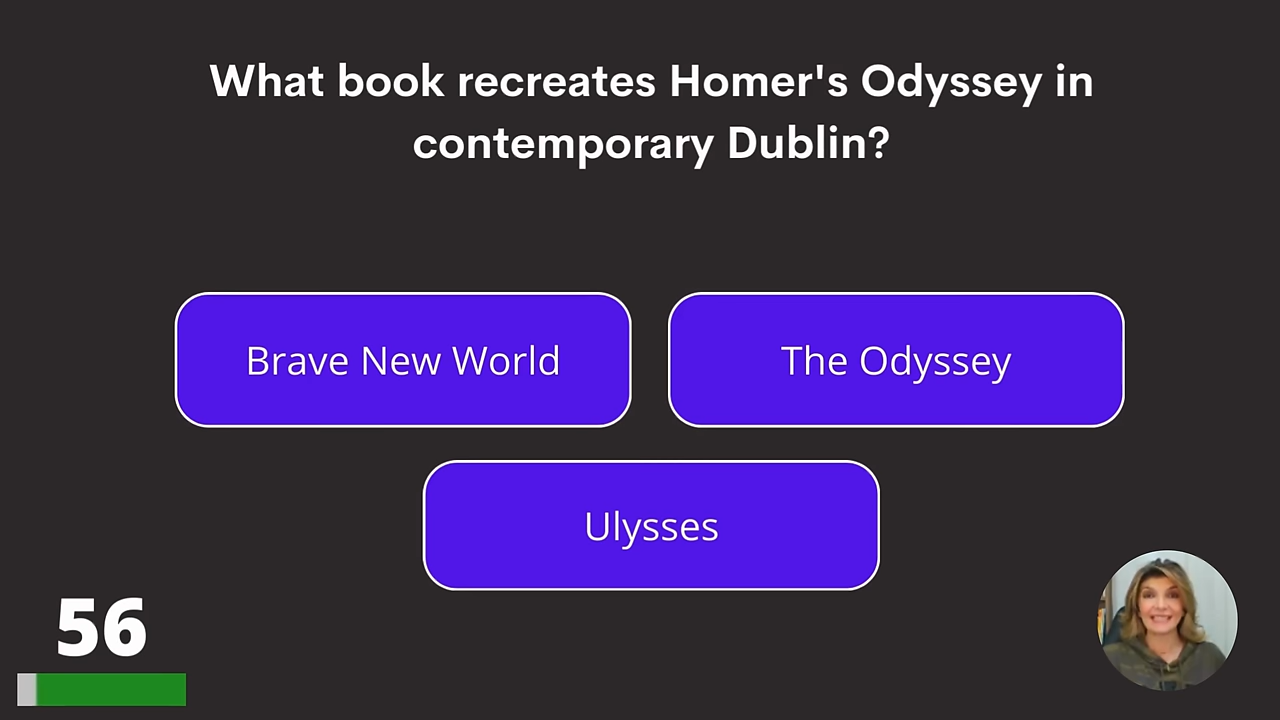 What book recreates Homer's Odyssey in
contemporary Dublin?
Brave New World
The Odyssey
Ulysses
56